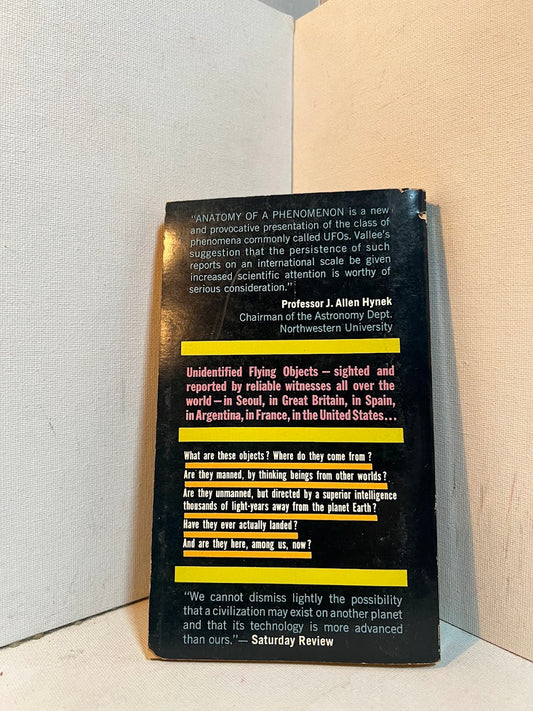 "ANATOMY OF A PHENOMENON is a new
and provocative presentation of the class of
phenomena commonly called UFOs. Vallee's
suggestion that the persistence of such
reports on an international scale be given
increased scientific attention is worthy of
serious consideration."
Professor J. Allen Hynek
Chairman of the Astronomy Dept.
Northwestern University
Unidentified Flying Objects — sighted and
reported by reliable witnesses all over the
world — in Seoul, in Great Britain, in Spain,
in Argentina, in France, in the United States...
What are these objects? Where do they come from?
Are they manned, by thinking beings from other worlds?
Are they unmanned, but directed by a superior intelligence
thousands of light-years away from the planet Earth?
Have they ever actually landed?
And are they here, among us, now?
"We cannot dismiss lightly the possibility
that a civilization may exist on another planet
and that its technology is more advanced
than ours."— Saturday Review